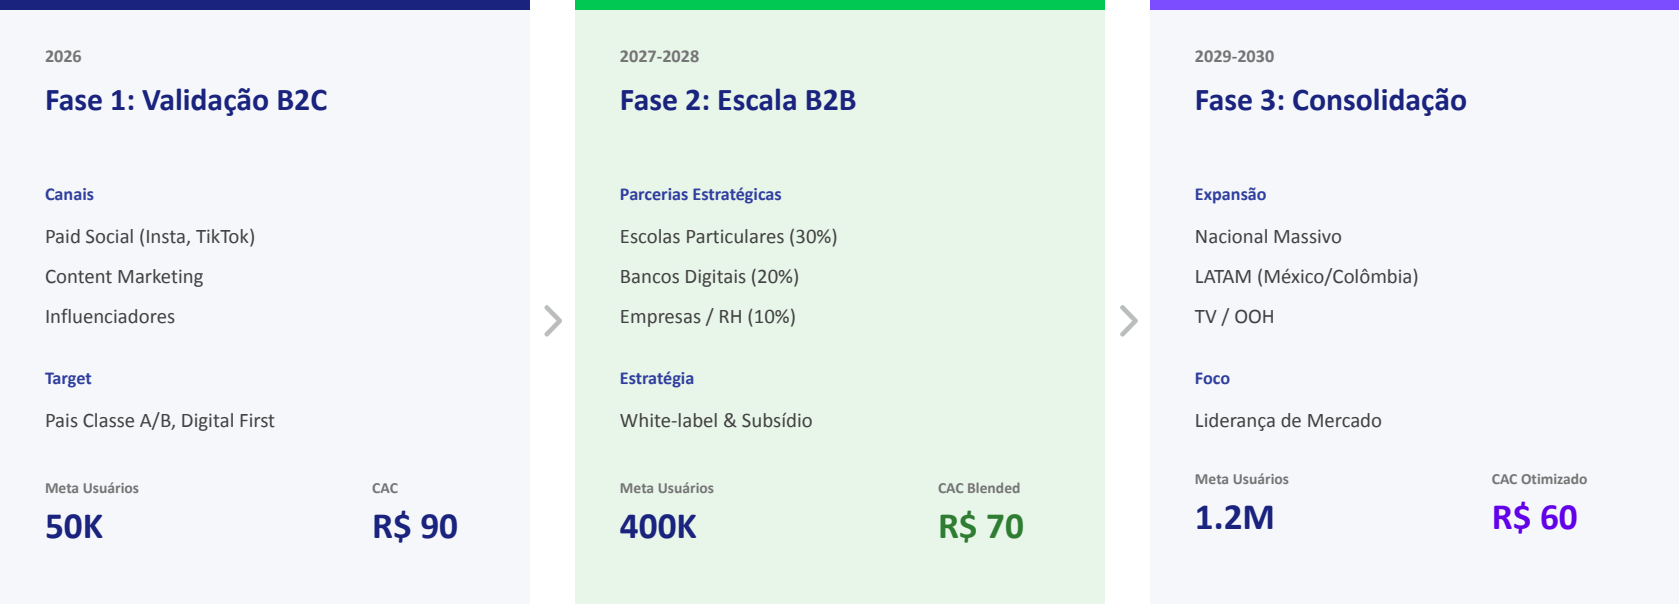 2026
Fase 1: Validação B2C
Canais
Paid Social (Insta, TikTok)
Content Marketing
Influenciadores
Target
Pais Classe A/B, Digital First
Meta Usuários
CAC
50K
R$ 90
2027-2028
Fase 2: Escala B2B
Parcerias Estratégicas
Escolas Particulares (30%)
Bancos Digitais (20%)
Empresas / RH (10%)
Estratégia
White-label & Subsídio
Meta Usuários
CAC Blended
400K
R$ 70
2029-2030
Fase 3: Consolidação
Expansão
Nacional Massivo
LATAM (México/Colômbia)
TV / OOH
Foco
Liderança de Mercado
Meta Usuários
CAC Otimizado
1.2M
R$ 60